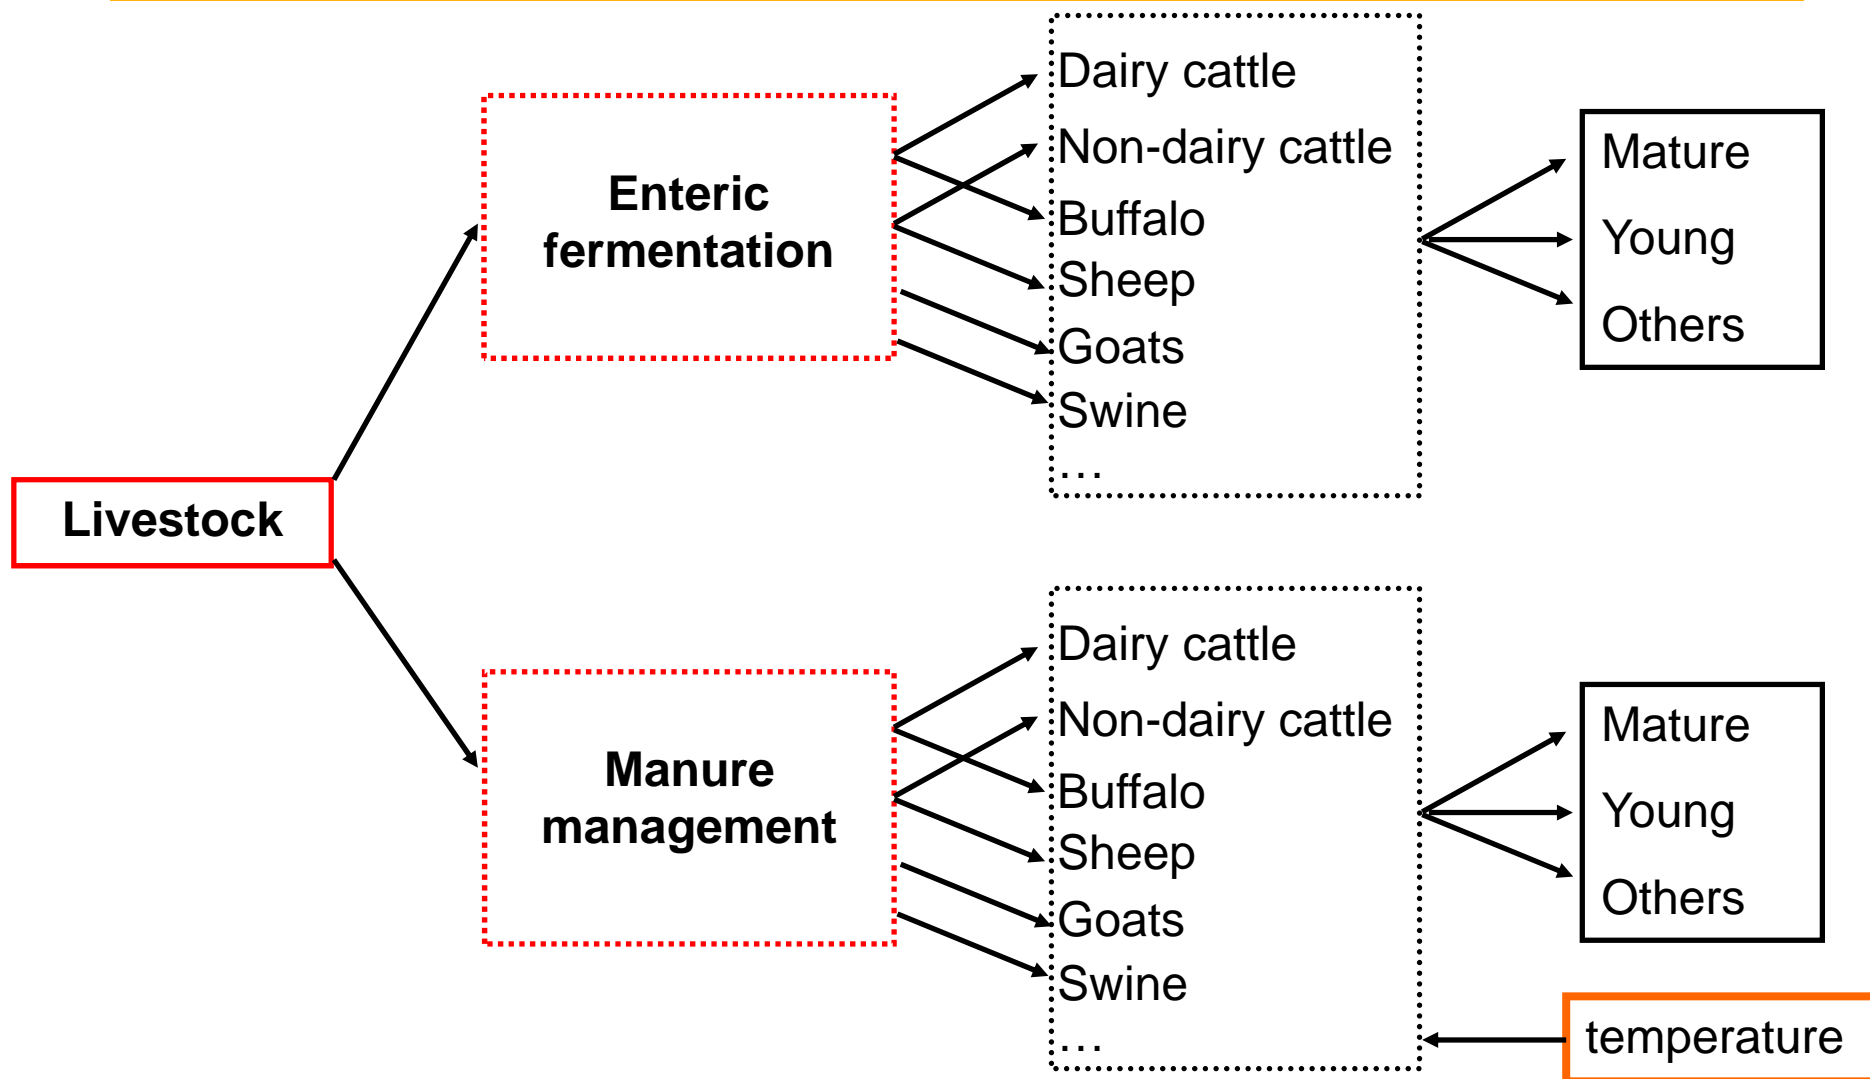 Livestock
Enteric
fermentation
Dairy cattle
Non-dairy cattle
Buffalo
Sheep
Goats
Swine
…
Mature
Young
Others
Manure
management
Dairy cattle
Non-dairy cattle
Buffalo
Sheep
Goats
Swine
…
Mature
Young
Others
temperature